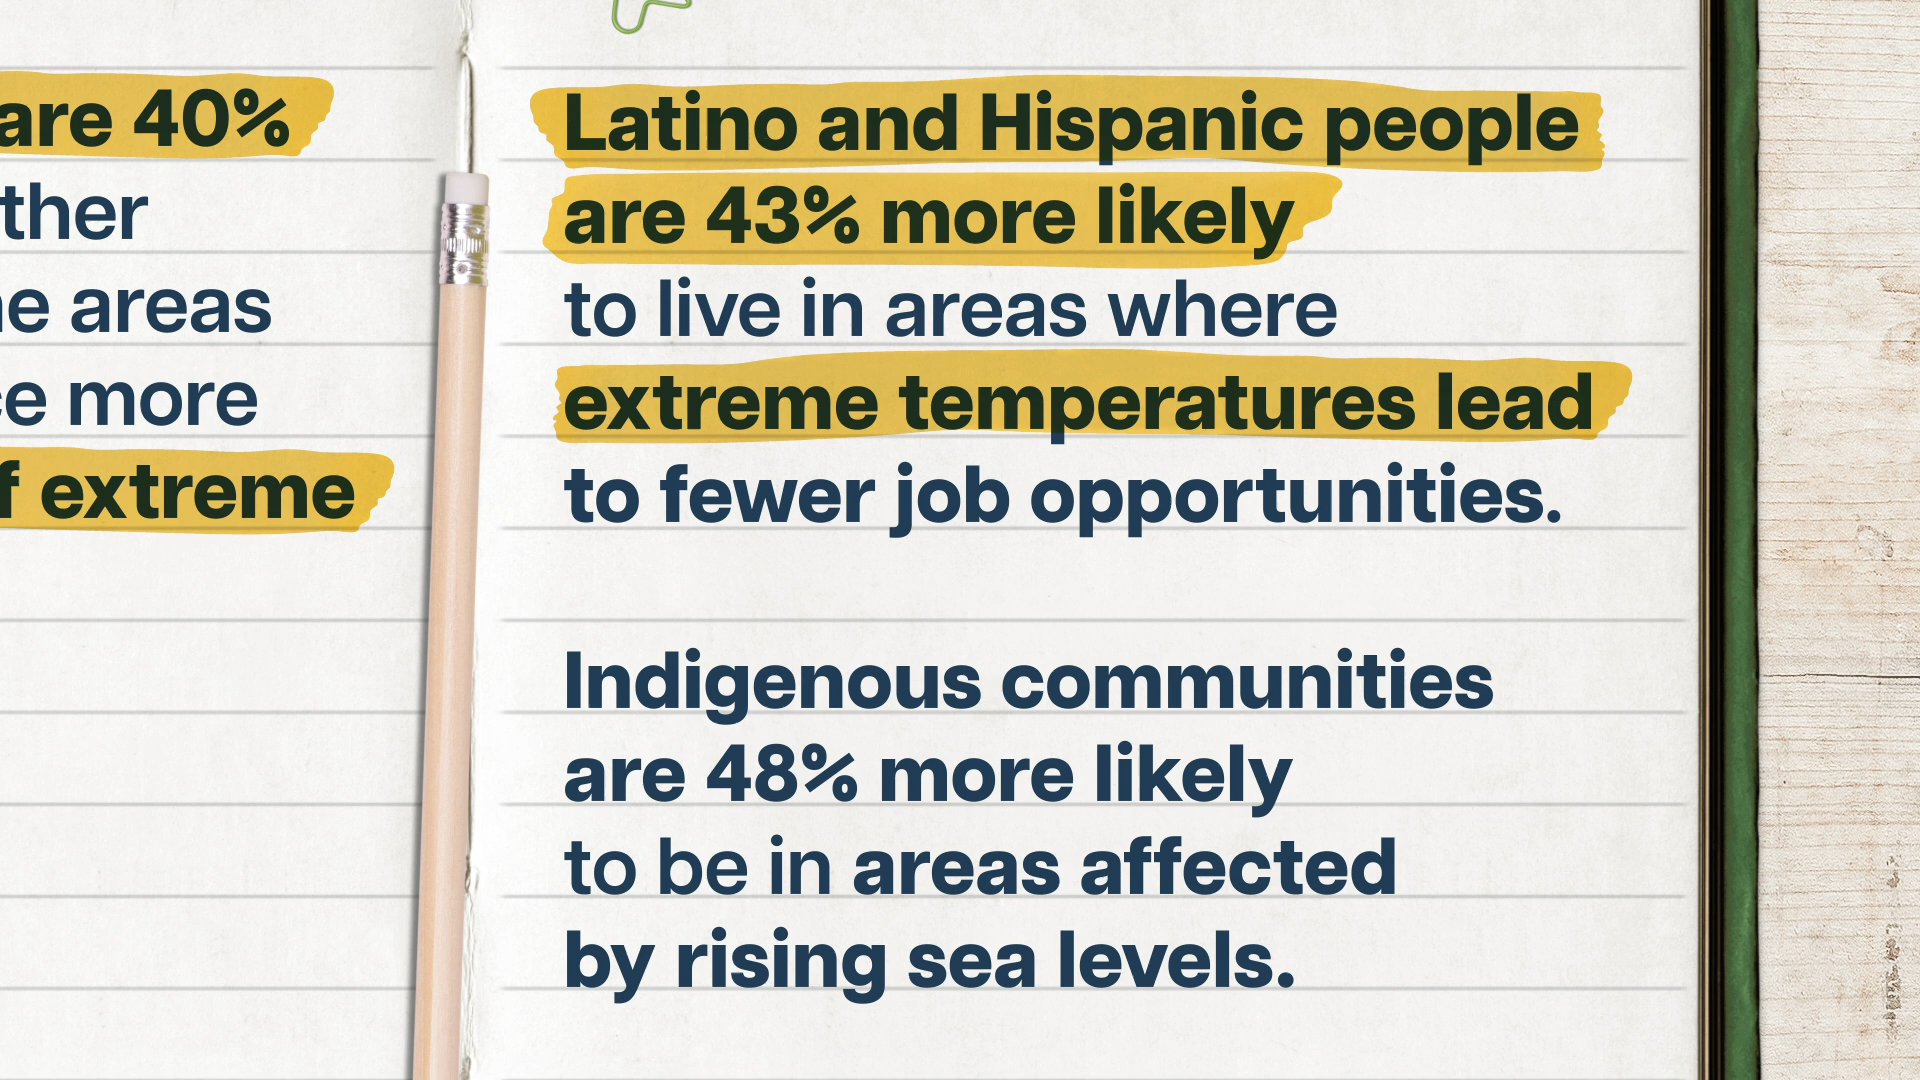 are 40%
ther
areas
more
extreme
Latino and Hispanic people
are 43% more likely
to live in areas where
extreme temperatures lead
to fewer job opportunities.
Indigenous communities
are 48% more likely
to be in areas affected
by rising sea levels.